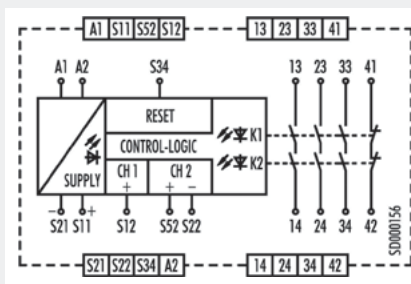 A1 S11 S52 S12 13 23 33 41
A1 A2 S34 13 23 33 41
RESET
K1
CONTROL-LOGIC
K2
CH 1 CH 2
SUPPLY + + −
− S21 S11 + S12 S52 S22 14 24 34 42
S21 S22 S34 A2 14 24 34 42
SD000156